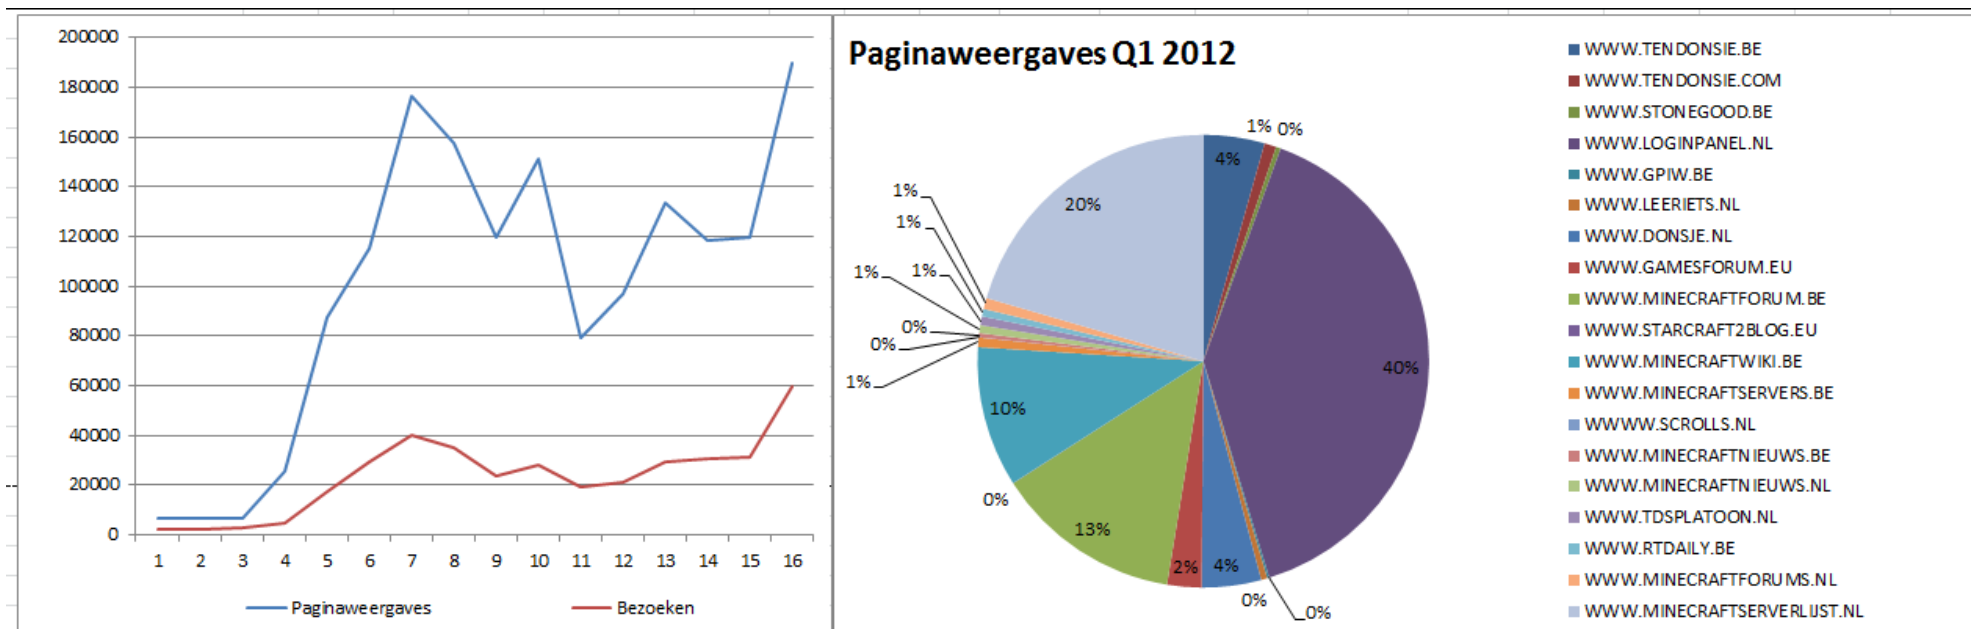 200000
180000
160000
140000
120000
100000
80000
60000
40000
20000
0
1 2 3 4 5 6 7 8 9 10 11 12 13 14 15 16
Paginaweergaves Bezoeken
Paginaweergaves Q1 2012
4%
1%
0%
40%
0%
0%
4%
2%
13%
0%
10%
1%
0%
0%
1%
1%
1%
1%
20%
WWW.TENDONSIE.BE
WWW.TENDONSIE.COM
WWW.STONEGOOD.BE
WWW.LOGINPANEL.NL
WWW.GPIW.BE
WWW.LEERIETS.NL
WWW.DONSJE.NL
WWW.GAMESFORUM.EU
WWW.MINECRAFTFORUM.BE
WWW.STARCRAFT2BLOG.EU
WWW.MINECRAFTWIKI.BE
WWW.MINECRAFTSERVERS.BE
WWWW.SCROLLS.NL
WWW.MINECRAFTNIEUWS.BE
WWW.MINECRAFTNIEUWS.NL
WWW.TDSPLATOON.NL
WWW.RTDAILY.BE
WWW.MINECRAFTFORUMS.NL
WWW.MINECRAFTSERVERLIJST.NL